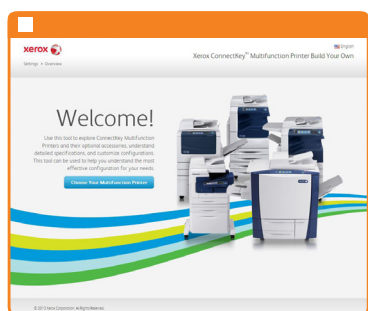 xerox
English
Settings > Overview
Xerox ConnectKey™ Multifunction Printer Build Your Own
Welcome!
Use this tool to explore ConnectKey Multifunction
Printers and their optional accessories, understand
detailed specifications, and customise configurations.
This tool can be used to help you understand the most
effective configuration for your needs.
Choose Your Multifunction Printer
© 2013 Xerox Corporation. All Rights Reserved.